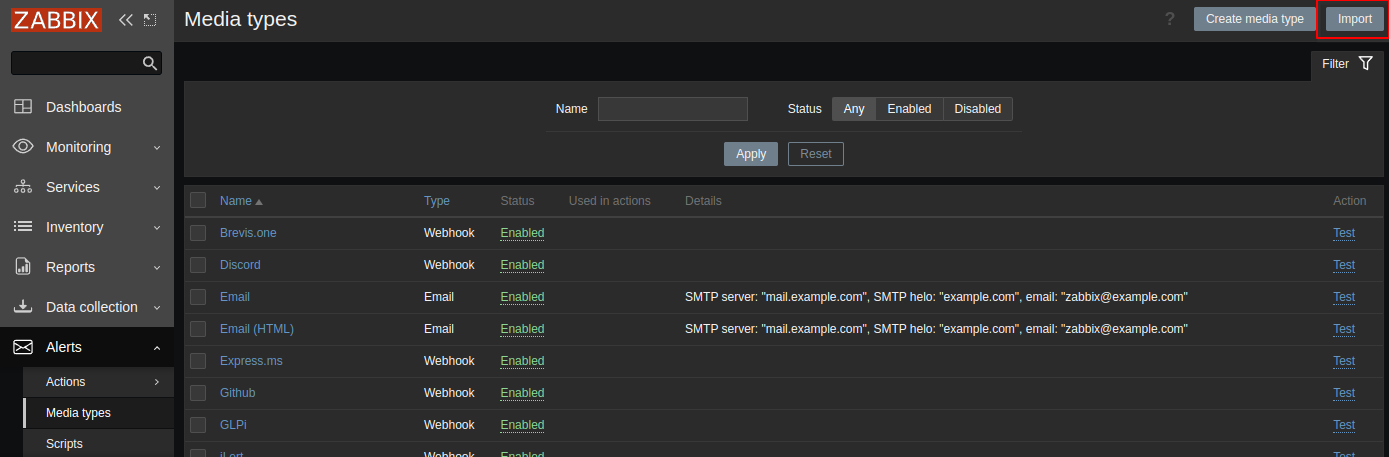 ZABBIX
Media types
?
Create media type
Import
Filter
Dashboards
Monitoring
Services
Inventory
Reports
Data collection
Alerts
Actions
Media types
Scripts
Name
Status Any Enabled Disabled
Apply Reset
Name Type Status Used in actions Details Action
Brevis.one Webhook Enabled Test
Discord Webhook Enabled Test
Email Email Enabled SMTP server: "mail.example.com", SMTP helo: "example.com", email: "zabbix@example.com" Test
Email (HTML) Email Enabled SMTP server: "mail.example.com", SMTP helo: "example.com", email: "zabbix@example.com" Test
Express.ms Webhook Enabled Test
Github Webhook Enabled Test
GLPi Webhook Enabled Test
Webhook Enabled Test